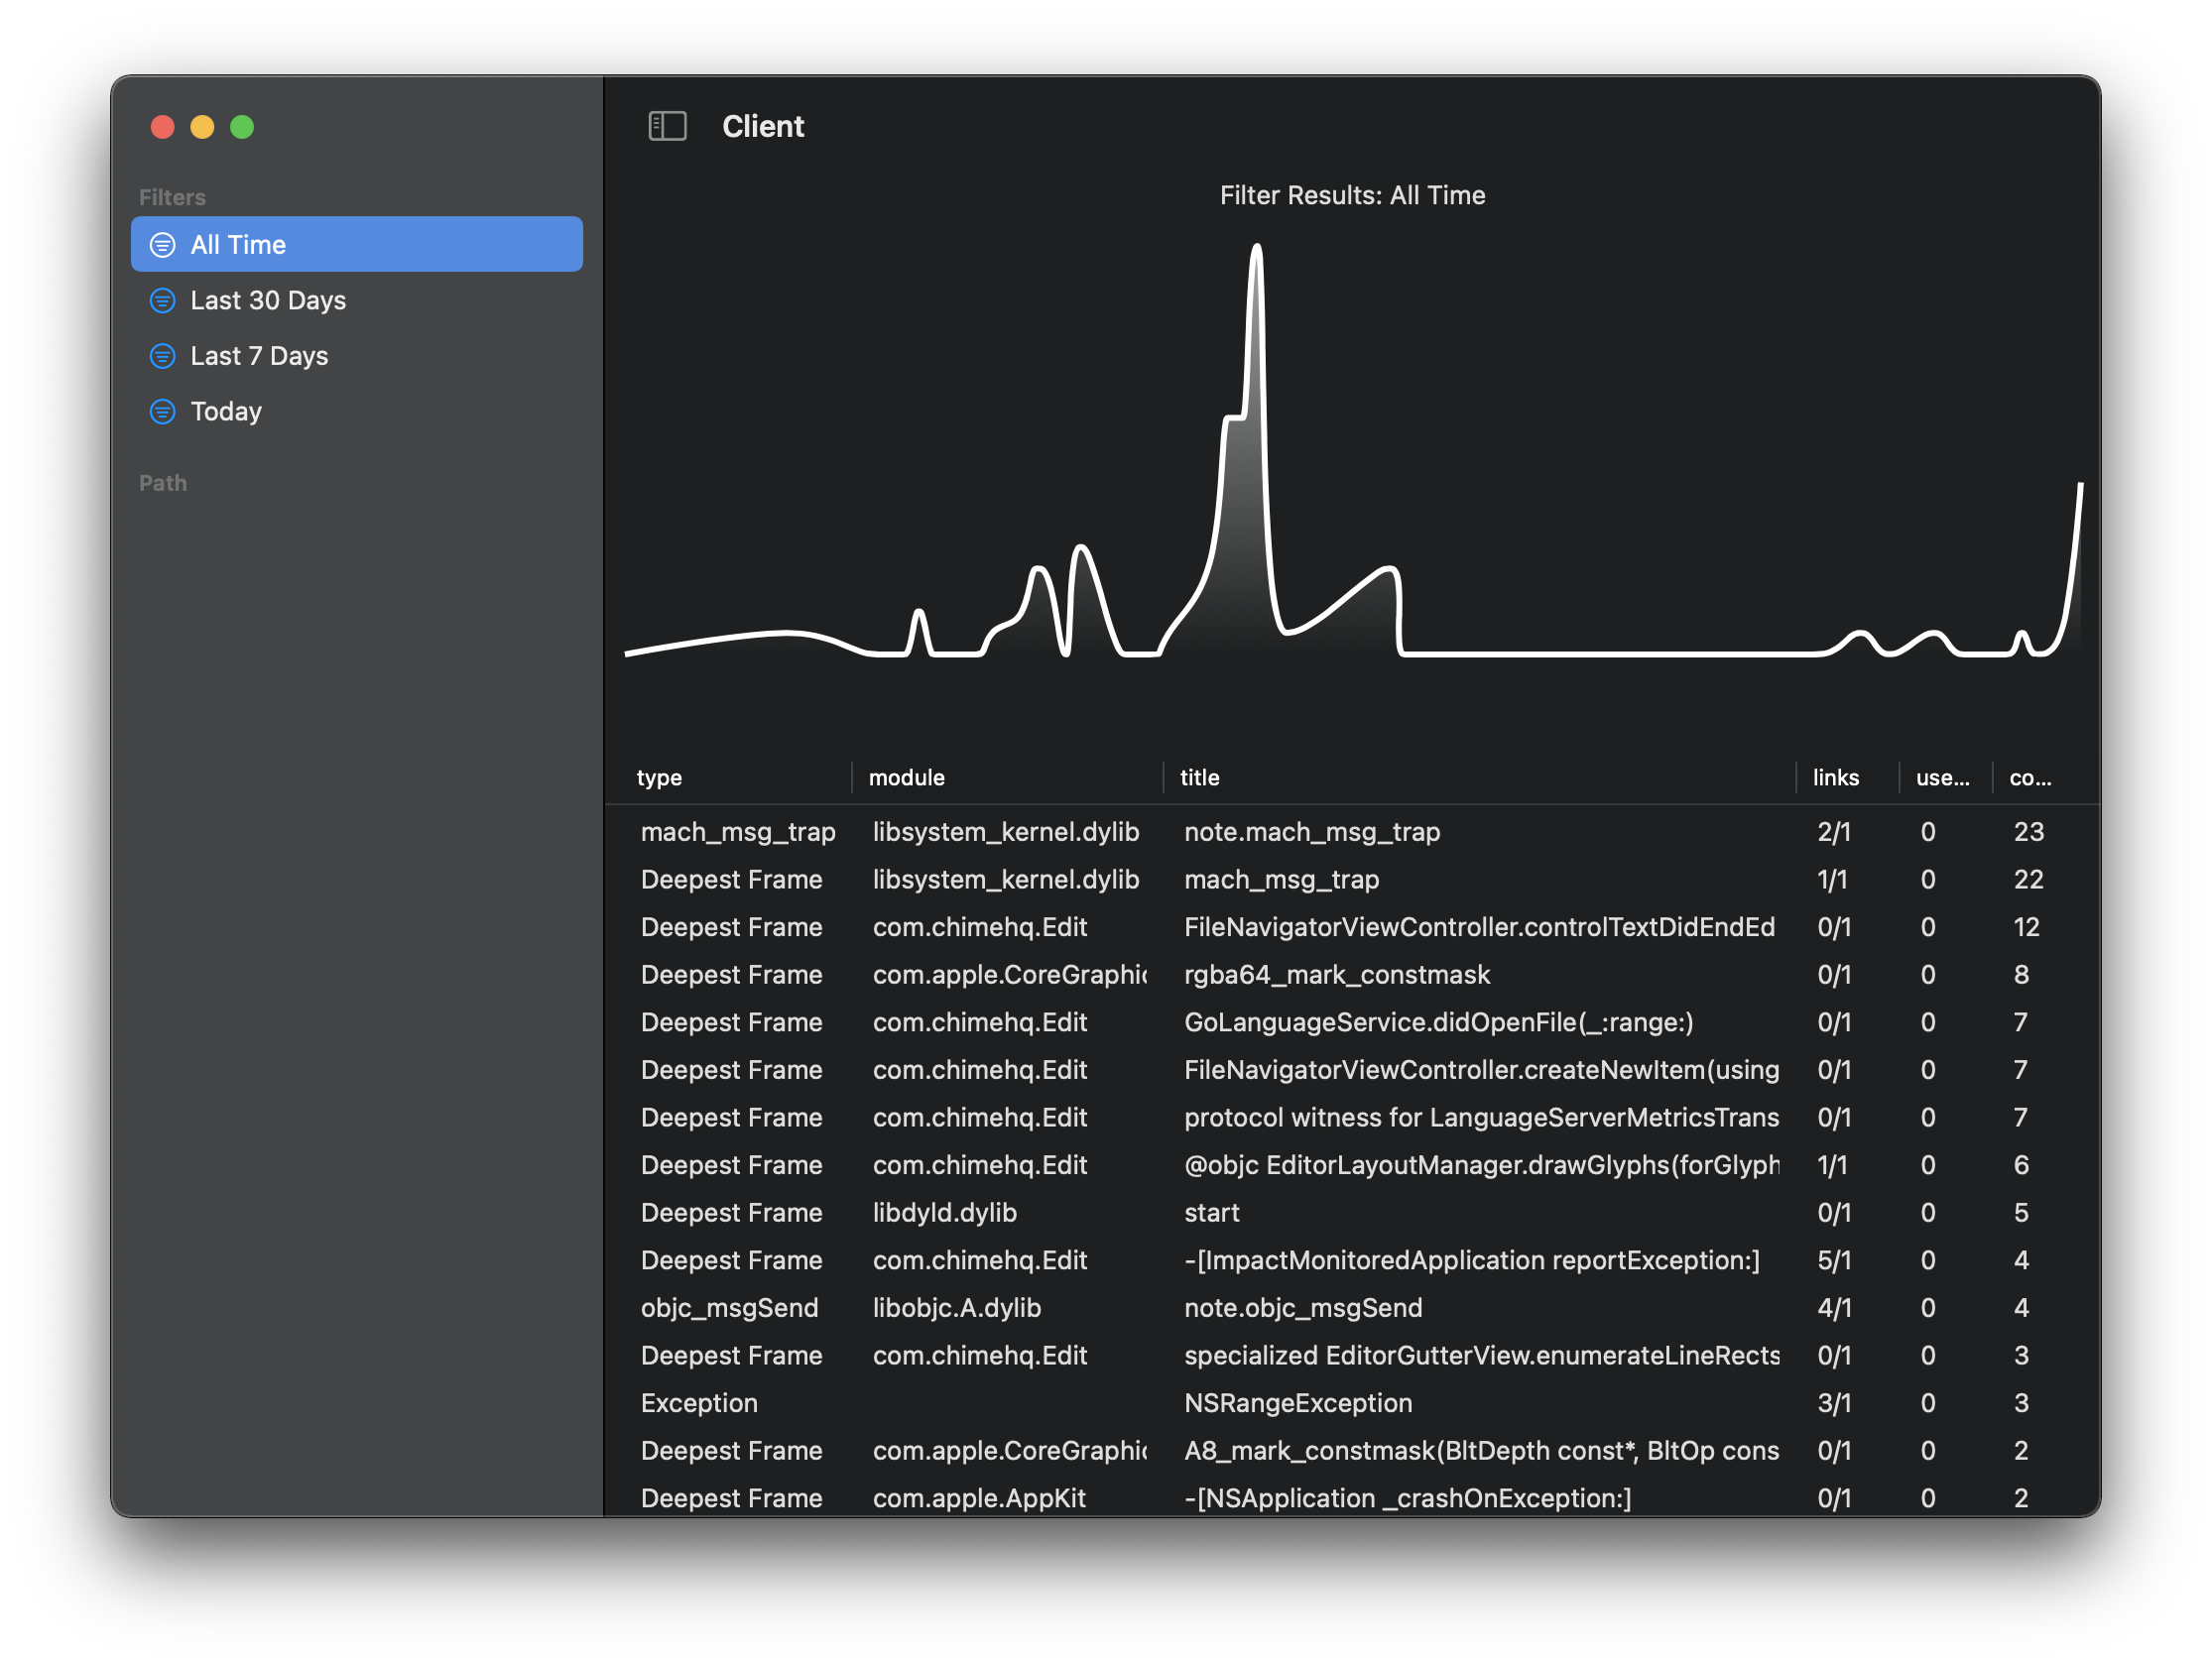 Client
Filters
All Time
Last 30 Days
Last 7 Days
Today
Path
Filter Results: All Time
type module title links use... co...
mach_msg_trap libsystem_kernel.dylib note.mach_msg_trap 2/1 0 23
Deepest Frame libsystem_kernel.dylib mach_msg_trap 1/1 0 22
Deepest Frame com.chimehq.Edit FileNavigatorViewController.controlTextDidEndEd 0/1 0 12
Deepest Frame com.apple.CoreGraphic rgba64_mark_constmask 0/1 0 8
Deepest Frame com.chimehq.Edit GoLanguageService.didOpenFile(_:range:) 0/1 0 7
Deepest Frame com.chimehq.Edit FileNavigatorViewController.createNewItem(using 0/1 0 7
Deepest Frame com.chimehq.Edit protocol witness for LanguageServerMetricsTrans 0/1 0 7
Deepest Frame com.chimehq.Edit @objc EditorLayoutManager.drawGlyphs(forGlyph 1/1 0 6
Deepest Frame libdyld.dylib start 0/1 0 5
Deepest Frame com.chimehq.Edit -[ImpactMonitoredApplication reportException:] 5/1 0 4
objc_msgSend libobjc.A.dylib note.objc_msgSend 4/1 0 4
Deepest Frame com.chimehq.Edit specialized EditorGutterView.enumerateLineRects 0/1 0 3
Exception NSRangeException 3/1 0 3
Deepest Frame com.apple.CoreGraphic A8_mark_constmask(BltDepth const*, BltOp cons 0/1 0 2
Deepest Frame com.apple.AppKit -[NSApplication _crashOnException:] 0/1 0 2